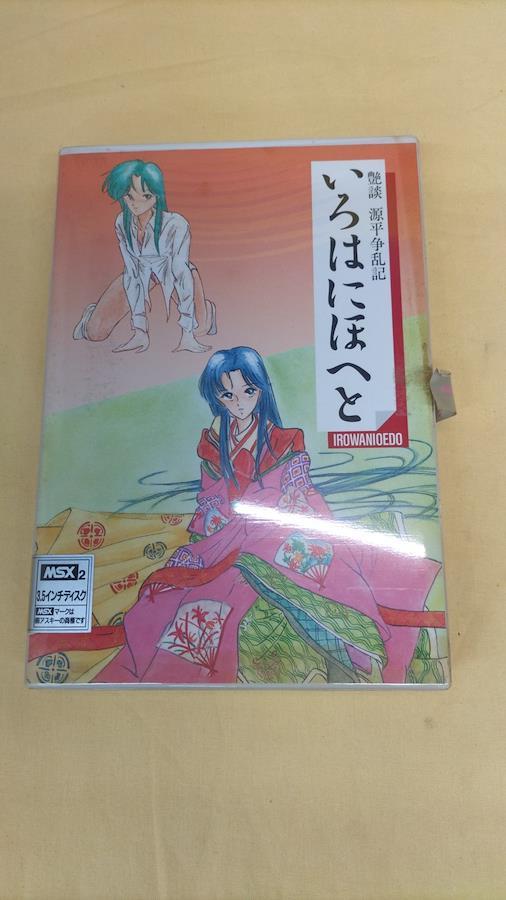 艶談 源平争乱記
いろはにほへと
IROWANIOEDO
MSX2
3.5インチディスク
MSXマークは
㈱アスキーの商標です